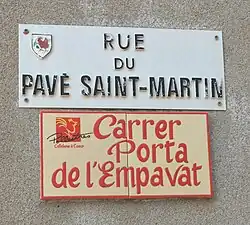 RUE
DU
PAVÉ SAINT-MARTIN
Carrer
Porta
de l'Empavat